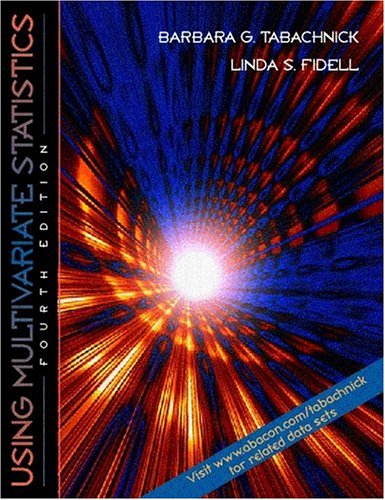 BARBARA G. TABACHNICK
LINDA S. FIDELL
USING MULTIVARIATE STATISTICS
FOURTH EDITION
Visit www.abacon.com/tabachnick
for related data sets